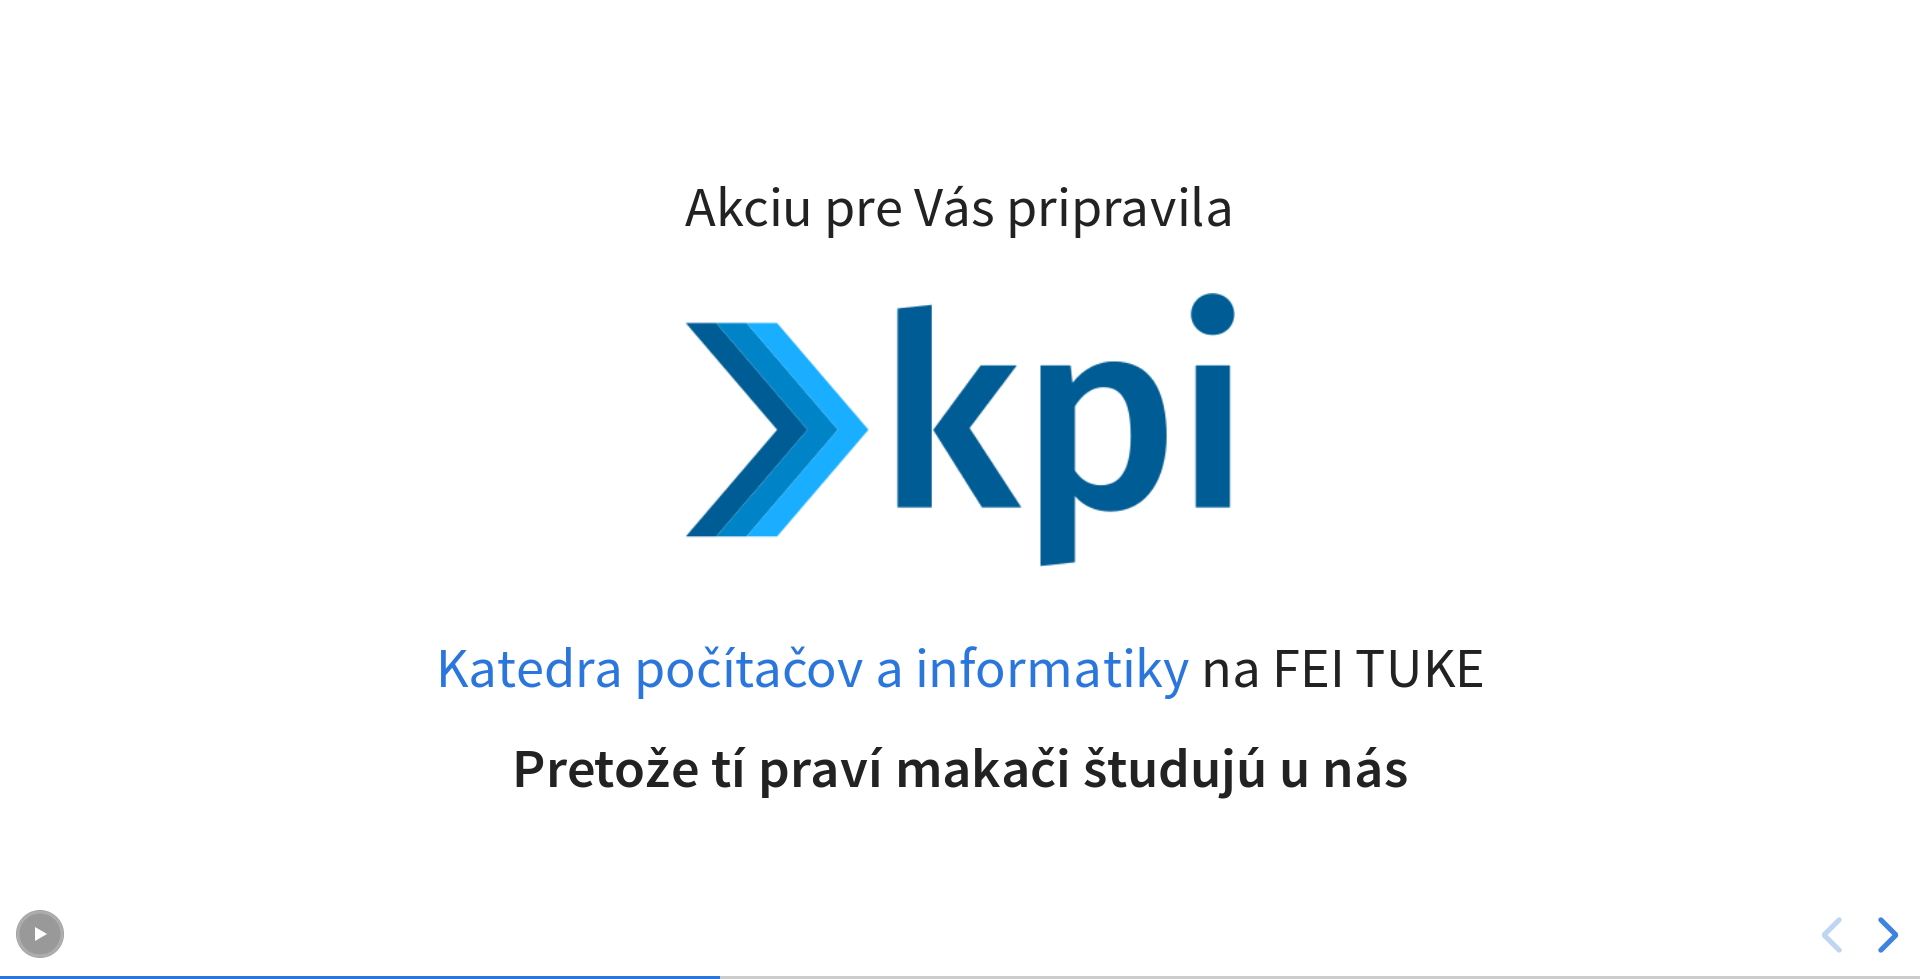 Akciu pre Vás pripravila
kpi
Katedra počítačov a informatiky na FEI TUKE
Pretože tí praví makači študujú u nás